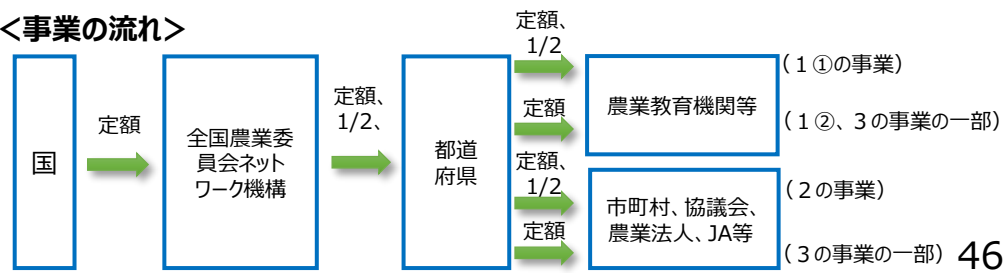 <事業の流れ>
国
定額
全国農業委
員会ネット
ワーク機構
定額、
1/2、
都道
府県
定額、
1/2
定額
定額、
1/2
定額
農業教育機関等
市町村、協議会、
農業法人、JA等
(1①の事業)
(1②、3の事業の一部)
(2の事業)
(3の事業の一部)
46